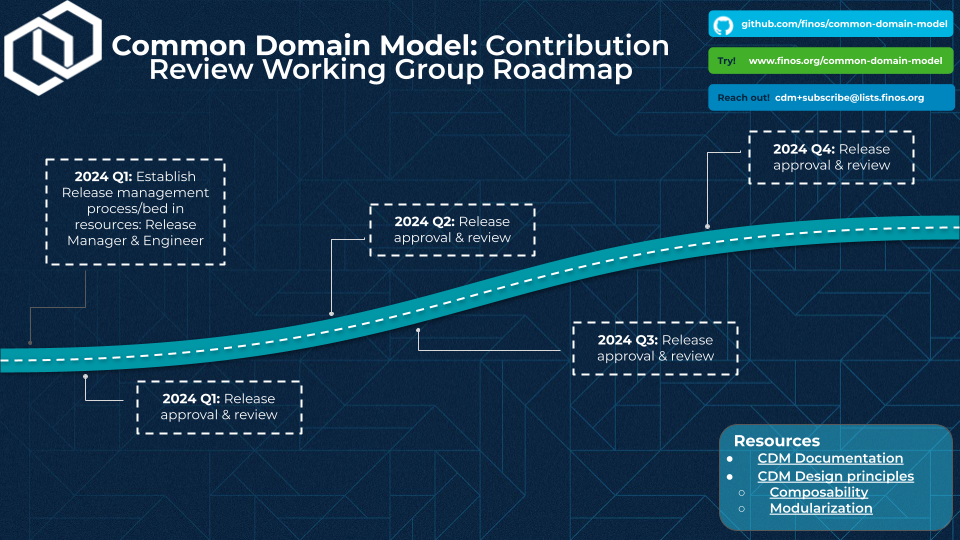 Common Domain Model: Contribution
Review Working Group Roadmap
github.com/finos/common-domain-model
Try! www.finos.org/common-domain-model
Reach out! cdm+subscribe@lists.finos.org
2024 Q4: Release
approval & review
2024 Q1: Establish
Release management
process/bed in
resources: Release
Manager & Engineer
2024 Q2: Release
approval & review
2024 Q3: Release
approval & review
2024 Q1: Release
approval & review
Resources
● CDM Documentation
● CDM Design principles
○ Composability
○ Modularization